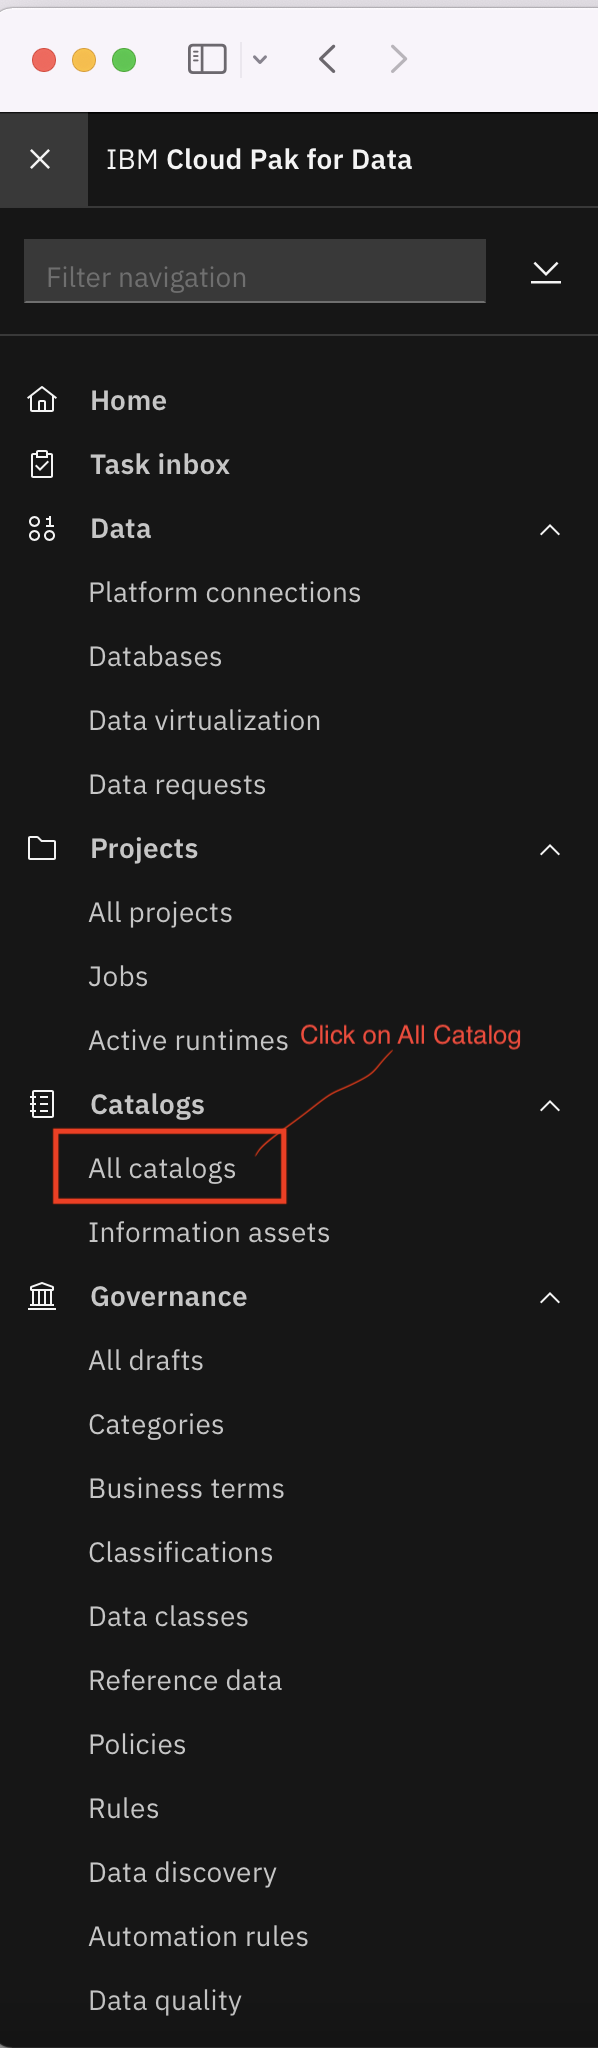 IBM Cloud Pak for Data
Filter navigation
Home
Task inbox
Data
Platform connections
Databases
Data virtualization
Data requests
Projects
All projects
Jobs
Active runtimes
Click on All Catalog
Catalogs
All catalogs
Information assets
Governance
All drafts
Categories
Business terms
Classifications
Data classes
Reference data
Policies
Rules
Data discovery
Automation rules
Data quality